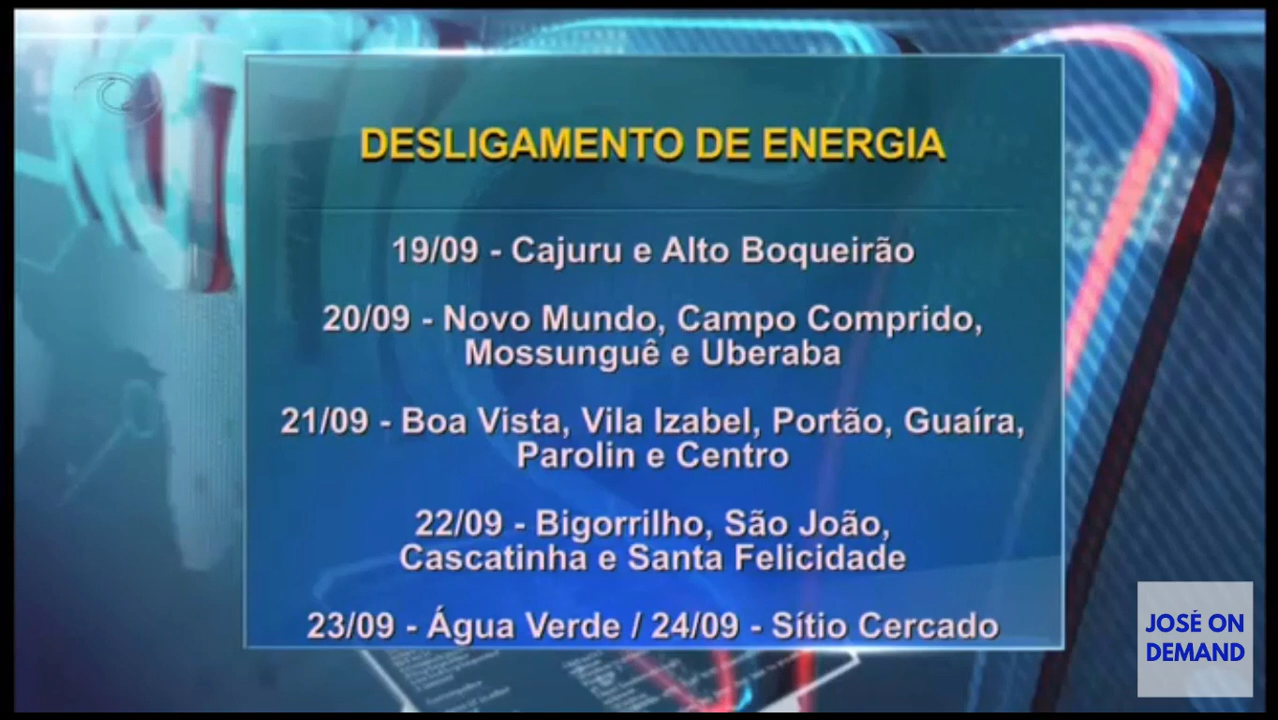 DESLIGAMENTO DE ENERGIA
19/09 - Cajuru e Alto Boqueirão
20/09 - Novo Mundo, Campo Comprido,
Mossunguê e Uberaba
21/09 - Boa Vista, Vila Izabel, Portão, Guaíra,
Parolin e Centro
22/09 - Bigorrilho, São João,
Cascatinha e Santa Felicidade
23/09 - Água Verde / 24/09 - Sítio Cercado
JOSÉ ON
DEMAND